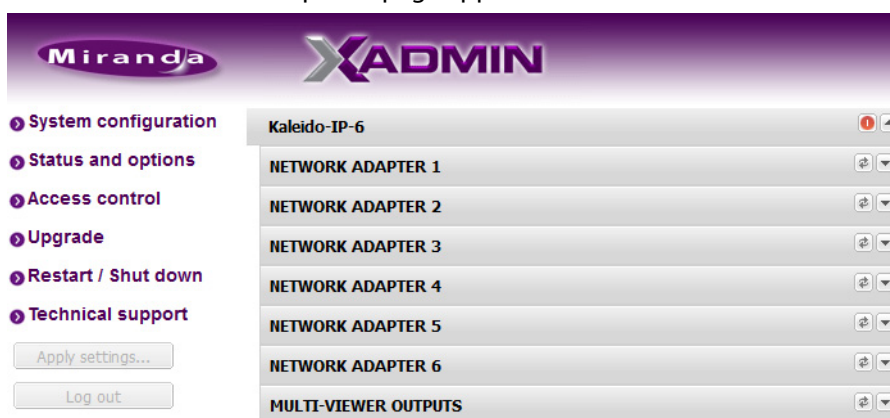 Miranda
XADMIN
System configuration
Status and options
Access control
Upgrade
Restart / Shut down
Technical support
Apply settings...
Log out
Kaleido-IP-6
NETWORK ADAPTER 1
NETWORK ADAPTER 2
NETWORK ADAPTER 3
NETWORK ADAPTER 4
NETWORK ADAPTER 5
NETWORK ADAPTER 6
MULTI-VIEWER OUTPUTS